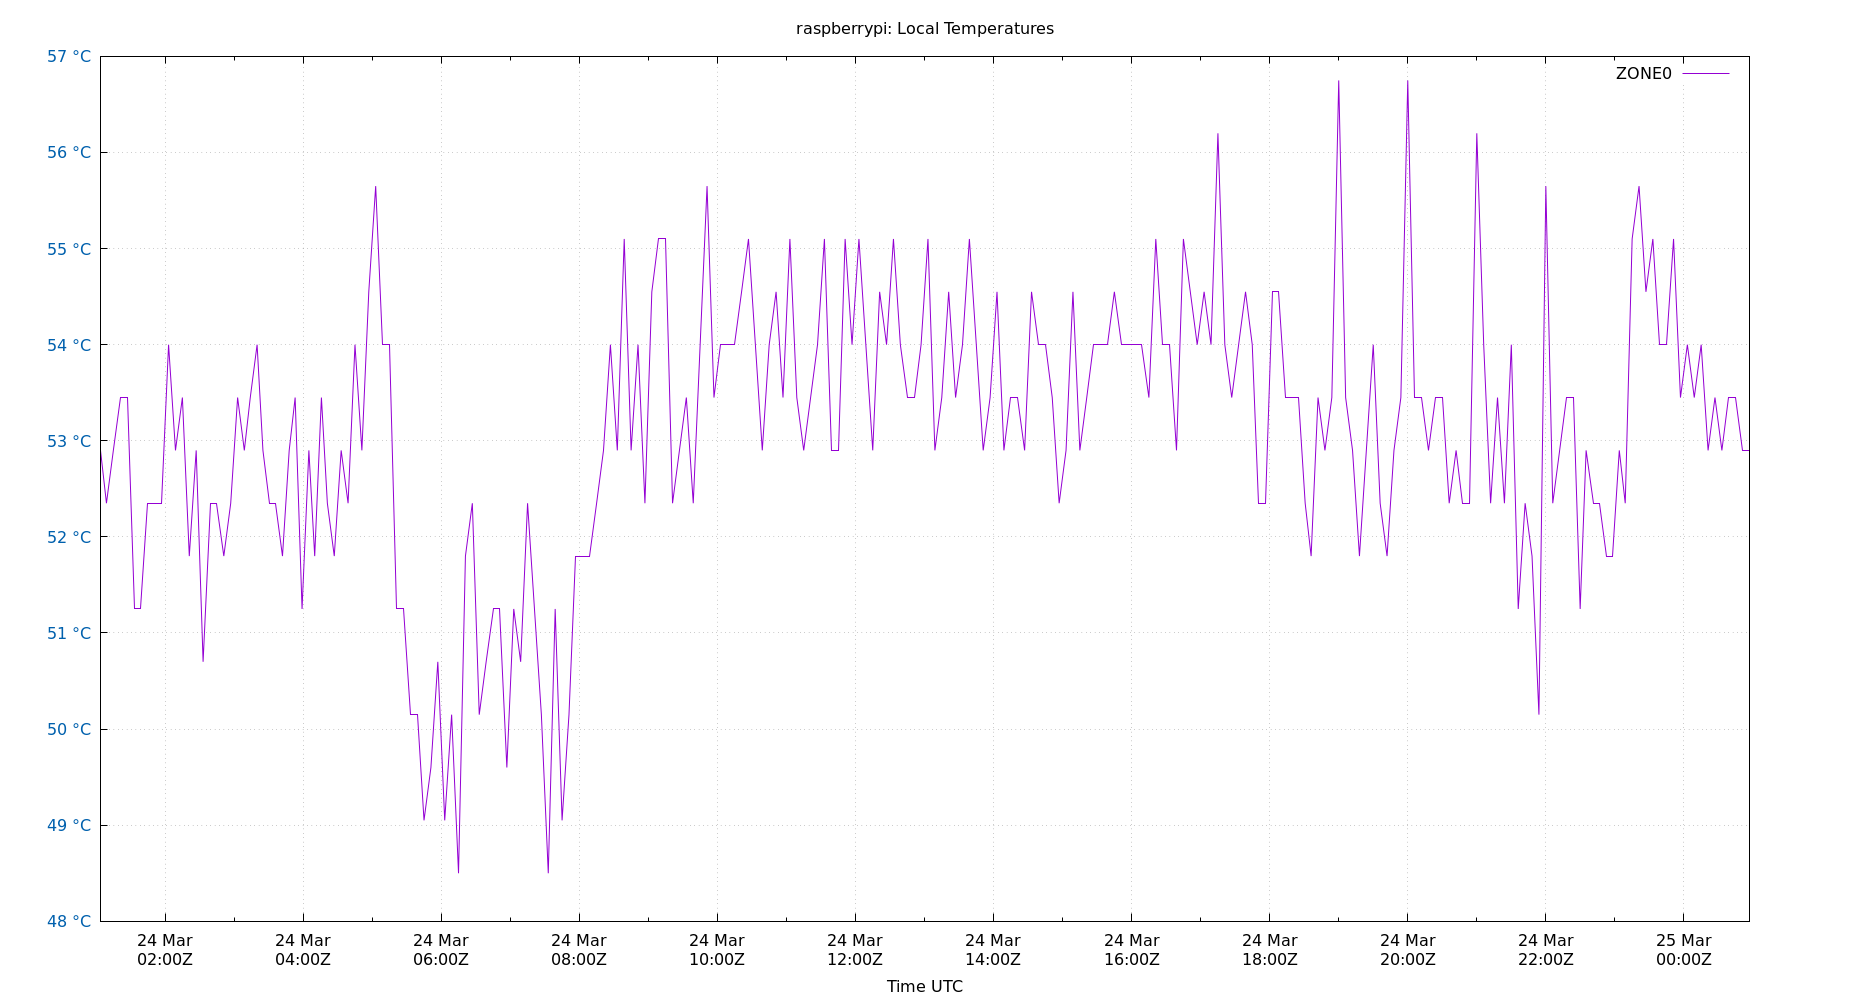 raspberrypi: Local Temperatures
57 °C
ZONE0
56 °C
55 °C
54 °C
53 °C
52 °C
51 °C
50 °C
49 °C
48 °C
24 Mar 24 Mar 24 Mar 24 Mar 24 Mar 24 Mar 24 Mar 24 Mar 24 Mar 24 Mar 24 Mar 25 Mar
02:00Z 04:00Z 06:00Z 08:00Z 10:00Z 12:00Z 14:00Z 16:00Z 18:00Z 20:00Z 22:00Z 00:00Z
Time UTC